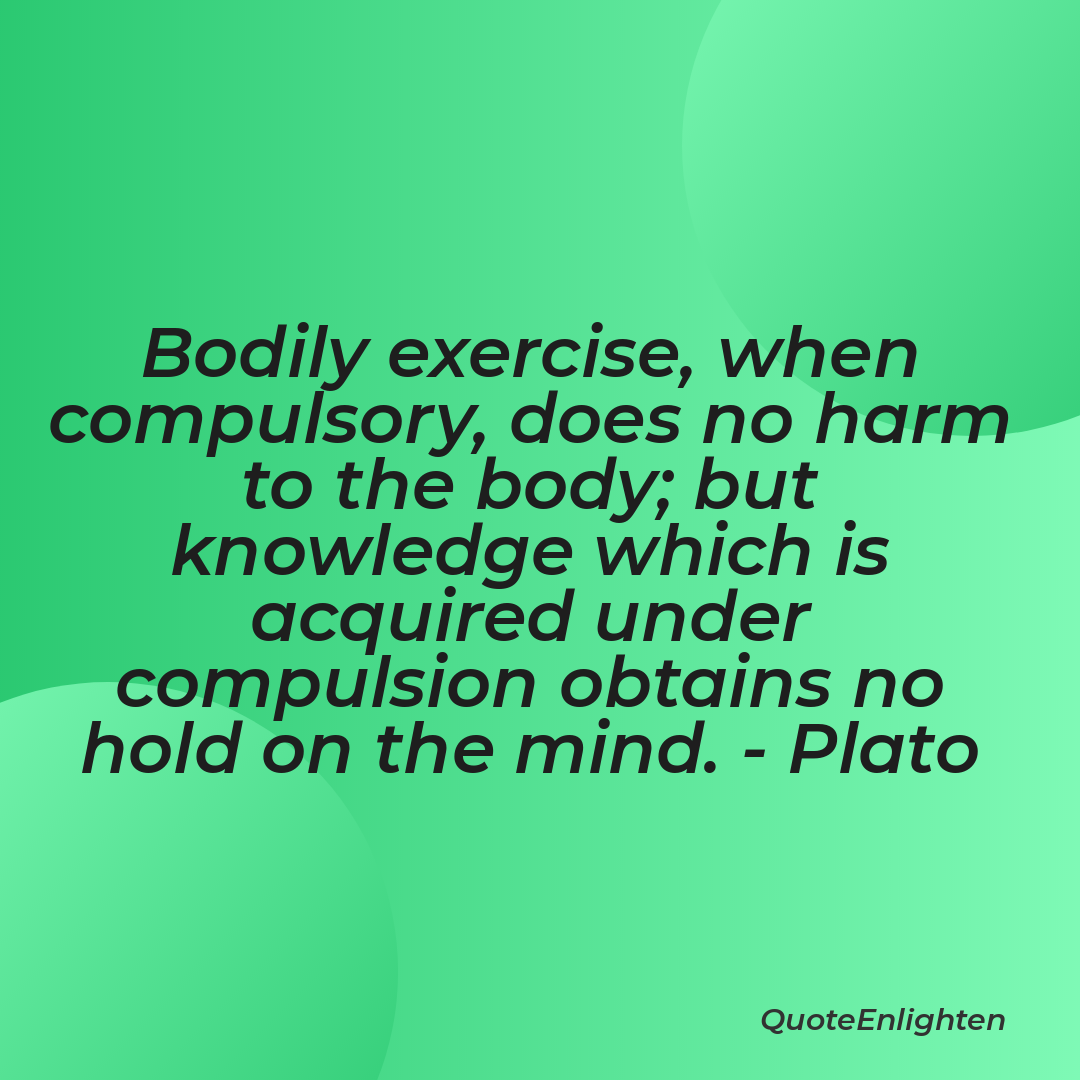 Bodily exercise, when
compulsory, does no harm
to the body; but
knowledge which is
acquired under
compulsion obtains no
hold on the mind. - Plato
QuoteEnlighten